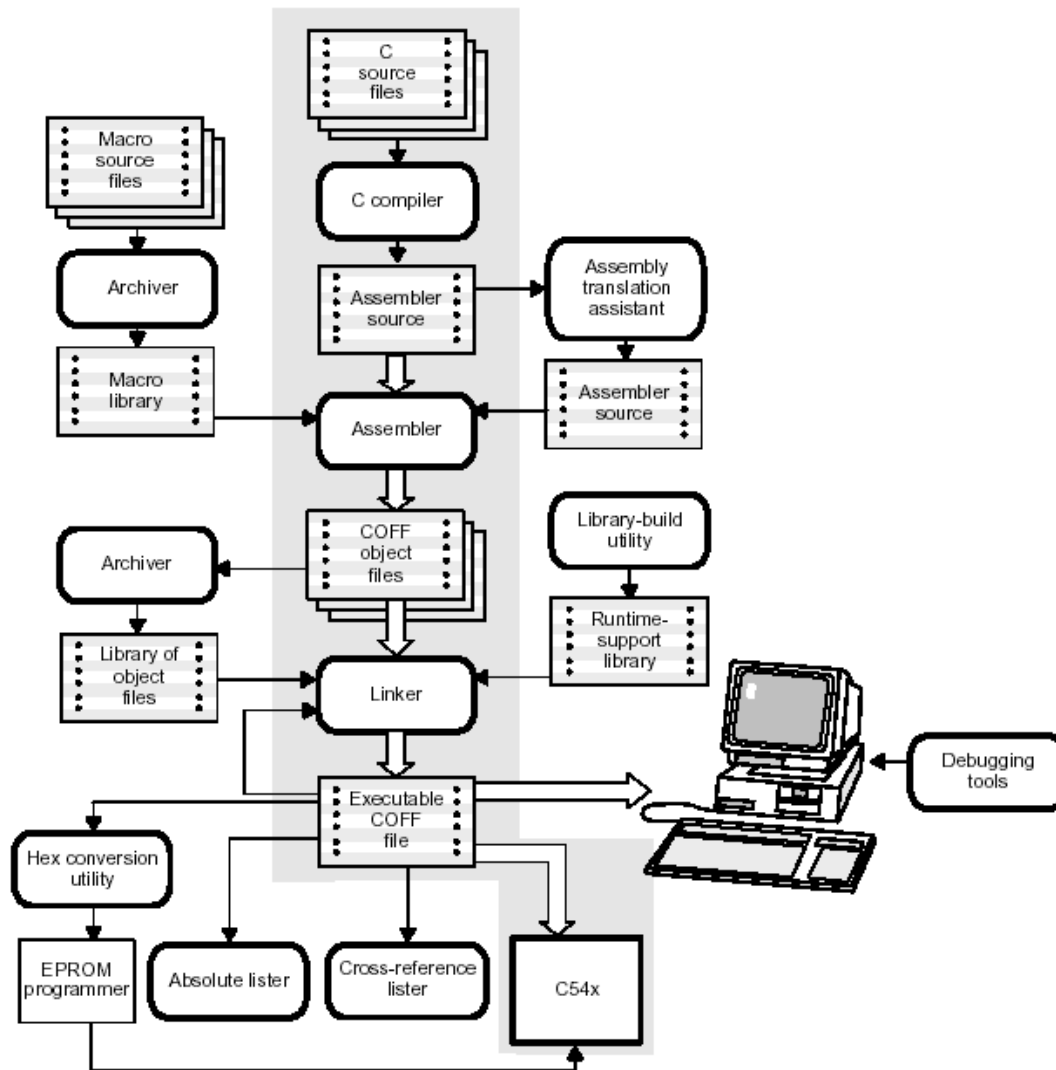 C
source
files
Macro
source
files
C compiler
Archiver
Assembler
source
Assembly
translation
assistant
Macro
library
Assembler
Assembler
source
Archiver
COFF
object
files
Library-build
utility
Library of
object
files
Linker
Runtime-
support
library
Executable
COFF
file
Debugging
tools
Hex conversion
utility
EPROM
programmer
Absolute lister
Cross-reference
lister
C54x